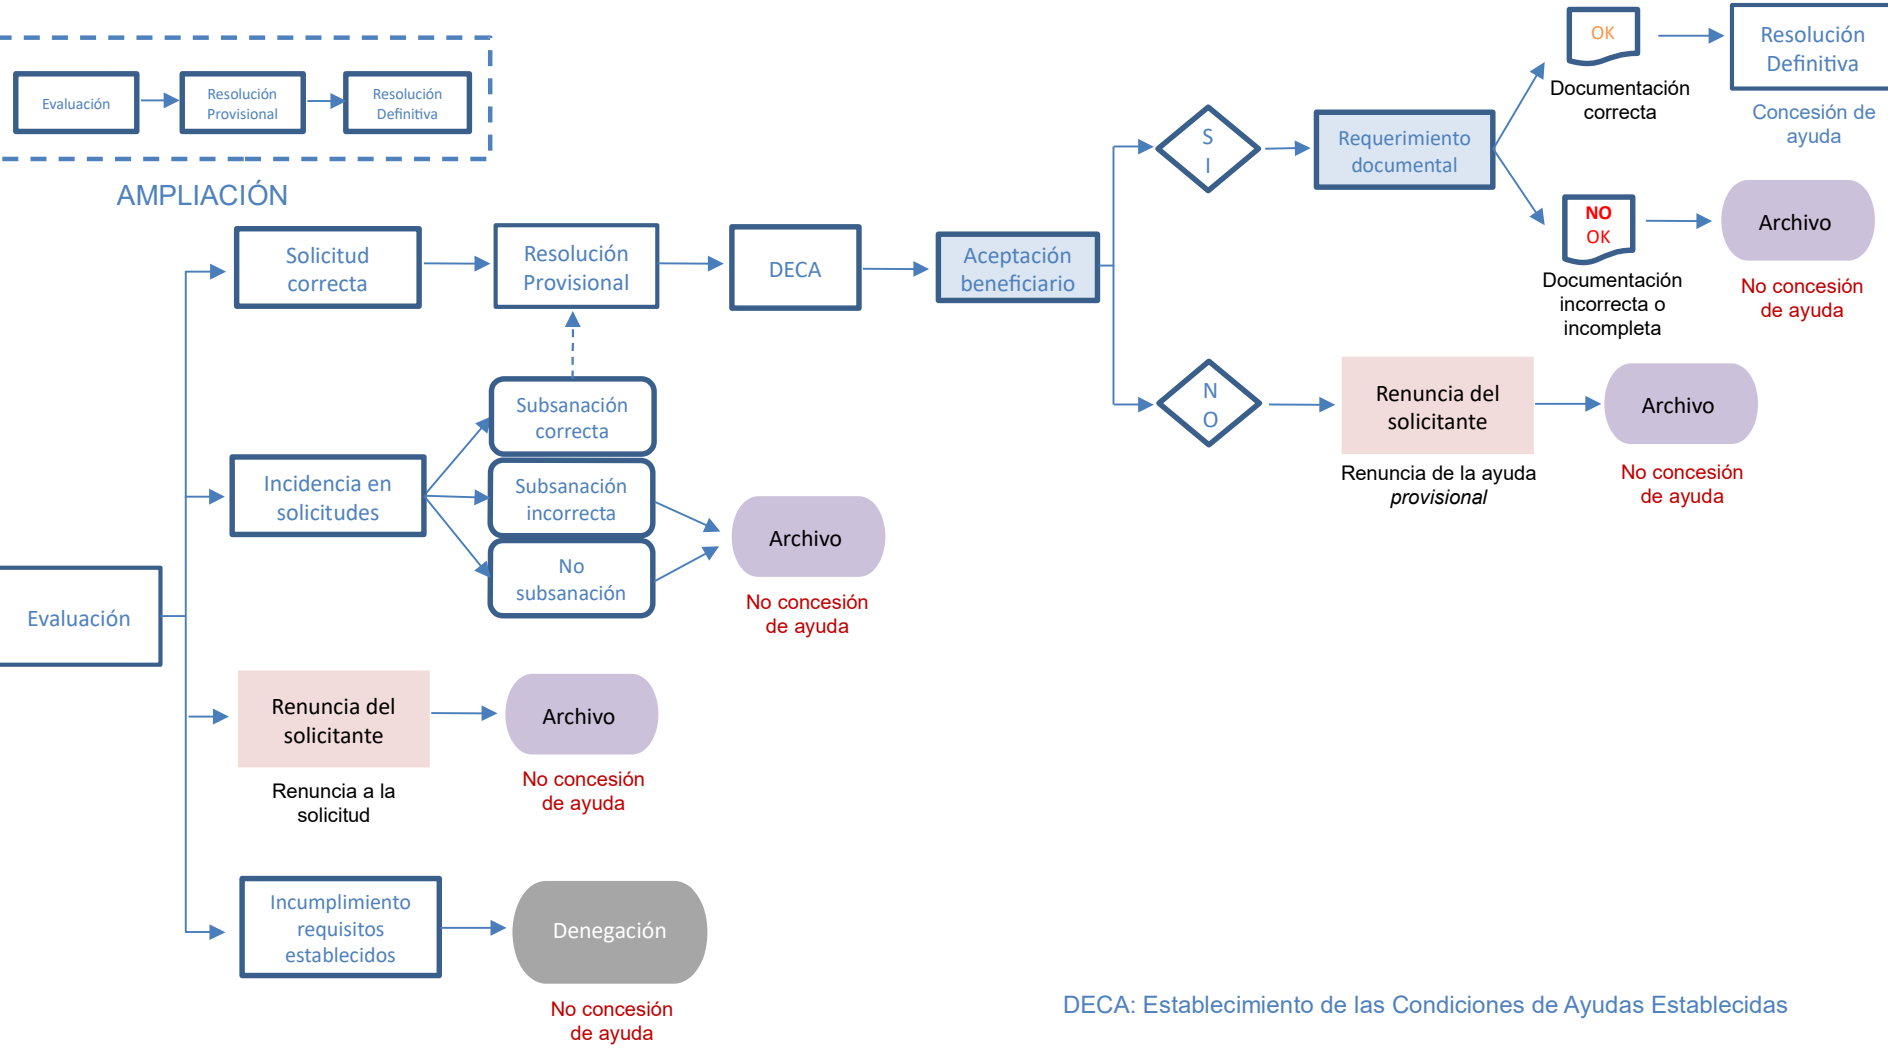 Evaluación
Resolución
Provisional
Resolución
Definitiva
AMPLIACIÓN
OK
Documentación
correcta
Resolución
Definitiva
Concesión de
ayuda
S
I
Requerimiento
documental
NO
OK
Documentación
incorrecta o
incompleta
Archivo
No concesión
de ayuda
Solicitud
correcta
Resolución
Provisional
DECA
Aceptación
beneficiario
N
O
Renuncia del
solicitante
Renuncia de la ayuda
provisional
Archivo
No concesión
de ayuda
Incidencia en
solicitudes
Subsanación
correcta
Subsanación
incorrecta
No
subsanación
Archivo
No concesión
de ayuda
Evaluación
Renuncia del
solicitante
Renuncia a la
solicitud
Archivo
No concesión
de ayuda
Incumplimiento
requisitos
establecidos
Denegación
No concesión
de ayuda
DECA: Establecimiento de las Condiciones de Ayudas Establecidas